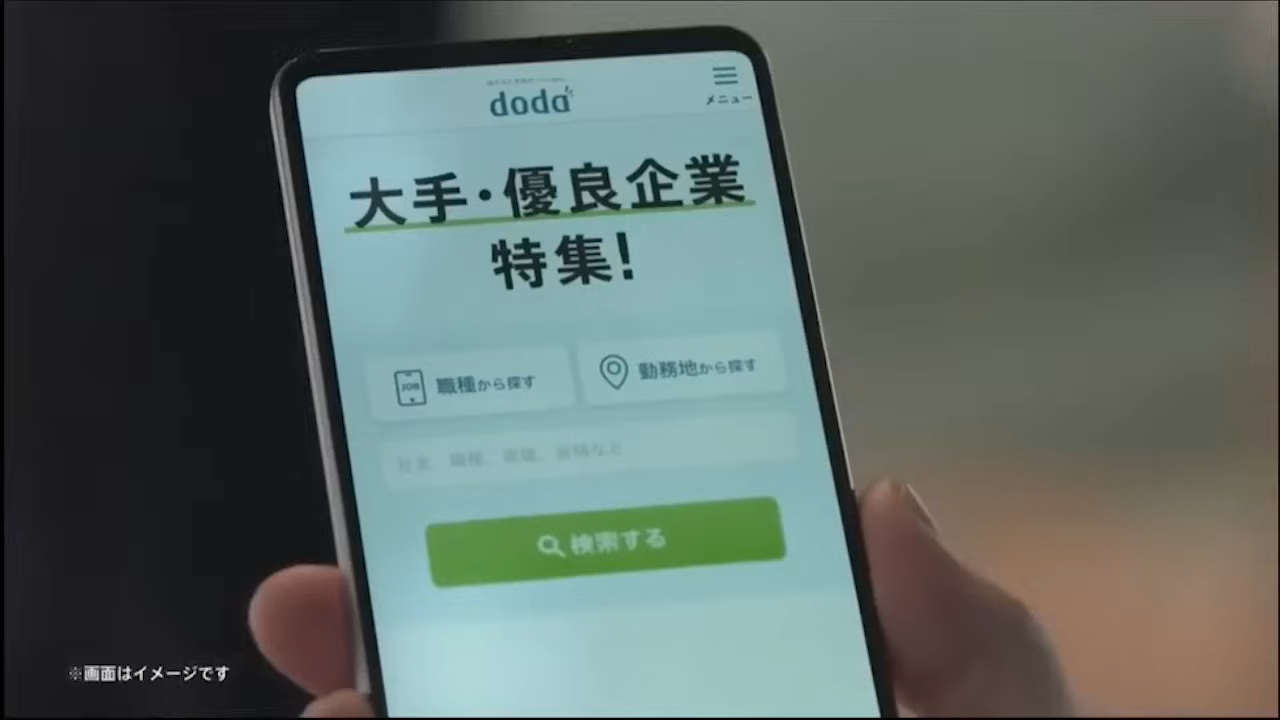 doda
メニュー
大手・優良企業
特集!
JOB 職種から探す
勤務地から探す
検索する
※画面はイメージです